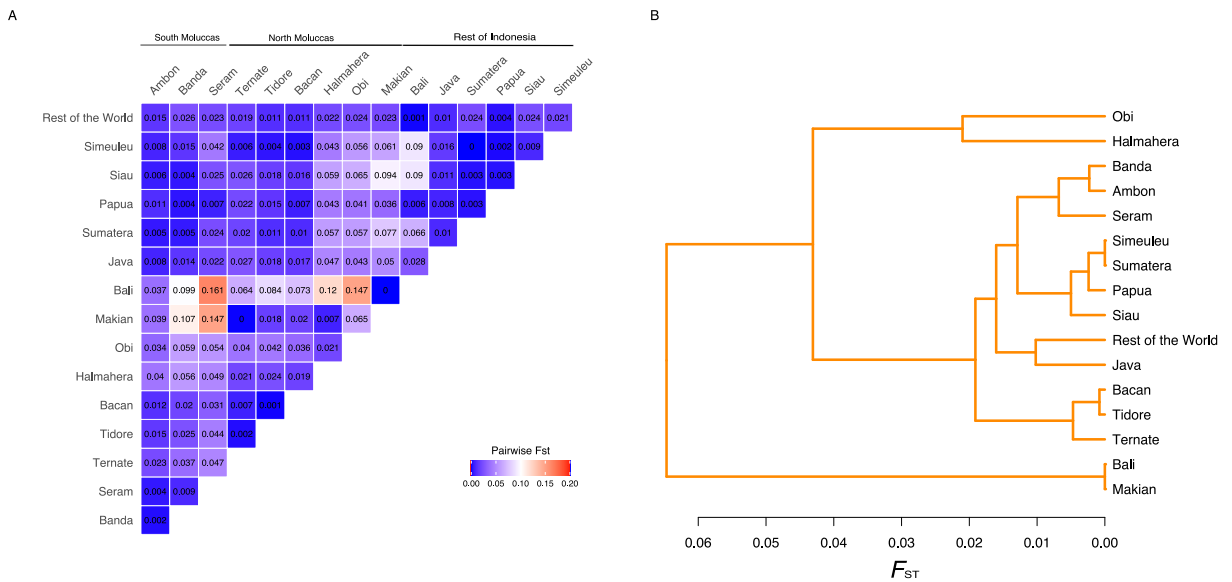 A
B
South Moluccas North Moluccas Rest of Indonesia
Ambon Banda Seram Ternate Tidore Bacan Halmahera Obi Makian Bali Java Sumatera Papua Siau Simeuleu
Rest of the World 0.015 0.026 0.023 0.019 0.011 0.011 0.022 0.024 0.023 0.001 0.01 0.024 0.004 0.024 0.021
Simeuleu 0.008 0.015 0.042 0.006 0.004 0.003 0.043 0.056 0.061 0.09 0.016 0 0.002 0.009
Siau 0.006 0.004 0.025 0.026 0.018 0.016 0.059 0.065 0.094 0.09 0.011 0.003 0.003
Papua 0.011 0.004 0.007 0.022 0.015 0.007 0.043 0.041 0.036 0.006 0.008 0.003
Sumatera 0.005 0.005 0.024 0.02 0.011 0.01 0.057 0.057 0.077 0.066 0.01
Java 0.008 0.014 0.022 0.027 0.018 0.017 0.047 0.043 0.05 0.028
Bali 0.037 0.099 0.161 0.064 0.084 0.073 0.12 0.147 0
Makian 0.039 0.107 0.147 0 0.018 0.02 0.007 0.065
Obi 0.034 0.059 0.054 0.04 0.042 0.036 0.021
Halmahera 0.04 0.056 0.049 0.021 0.024 0.019
Bacan 0.012 0.02 0.031 0.007 0.001
Tidore 0.015 0.025 0.044 0.002
Ternate 0.023 0.037 0.047
Seram 0.004 0.009
Banda 0.002
Pairwise Fst
0.00 0.05 0.10 0.15 0.20
Obi
Halmahera
Banda
Ambon
Seram
Simeuleu
Sumatera
Papua
Siau
Rest of the World
Java
Bacan
Tidore
Ternate
Bali
Makian
0.06 0.05 0.04 0.03 0.02 0.01 0.00
FST